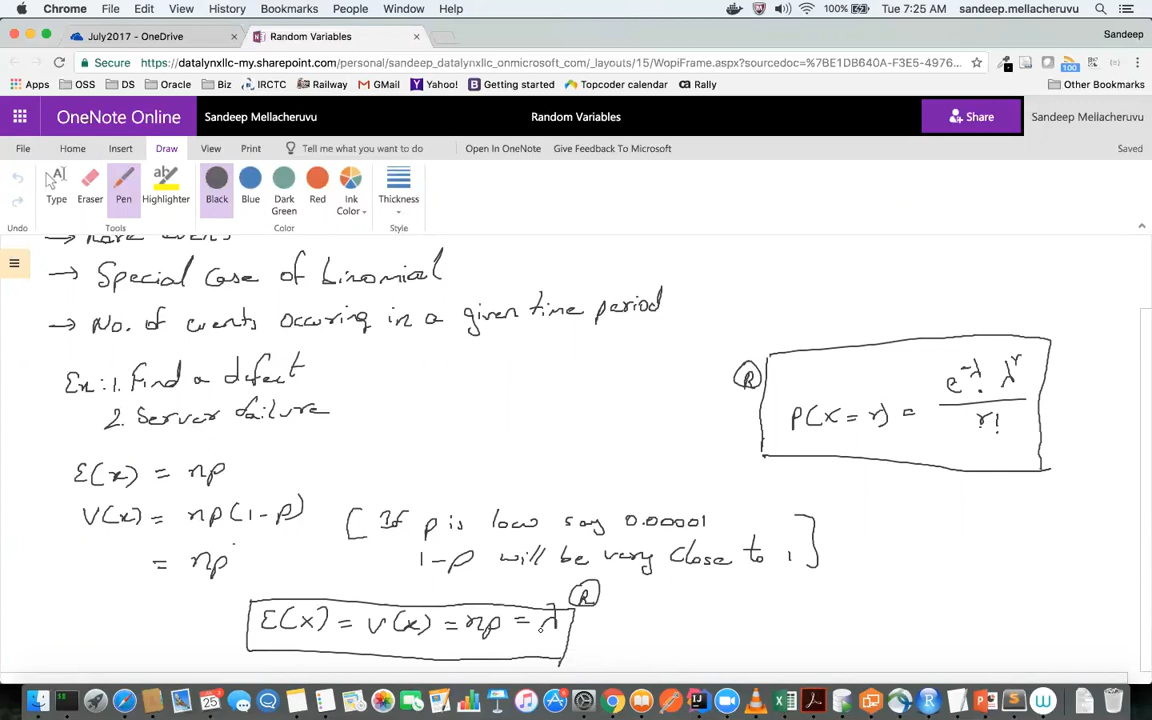 Chrome File Edit View History Bookmarks People Window Help 100% Tue 7:25 AM sandeep.mellacheruvu
July2017 - OneDrive Random Variables Sandeep
Secure https://datalynxllc-my.sharepoint.com/personal/sandeep_datalynxllc_onmicrosoft_com/_layouts/15/WopiFrame.aspx?sourcedoc=%7BE1DB640A-F3E5-4976... 100
Apps OSS DS Oracle Biz IRCTC Railway GMail Yahoo! Getting started Topcoder calendar Rally Other Bookmarks
OneNote Online Sandeep Mellacheruvu Random Variables Share Sandeep Mellacheruvu
File Home Insert Draw View Print Tell me what you want to do Open In OneNote Give Feedback To Microsoft Saved
Type Eraser Pen Highlighter Black Blue Dark Green Red Ink Color Thickness
Undo Tools Color Style
→ Rare events
→ Special Case of binomial
→ No. of events occuring in a given time period
Ex: 1. Find a defect
2. Server failure
R P(X = r) = e^-λ . λ^r / r!
E(x) = np
V(x) = np(1-p) [If p is low say 0.00001
= np 1-p will be very close to 1]
E(x) = V(x) = np = λ R
25